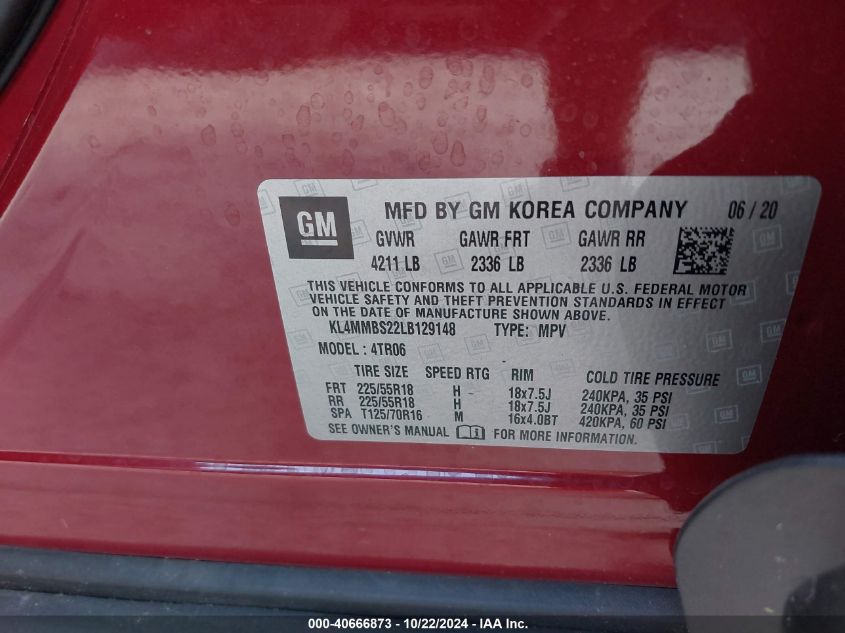 GM
MFD BY GM KOREA COMPANY 06 / 20
GVWR GAWR FRT GAWR RR
4211 LB 2336 LB 2336 LB
THIS VEHICLE CONFORMS TO ALL APPLICABLE U.S. FEDERAL MOTOR
VEHICLE SAFETY AND THEFT PREVENTION STANDARDS IN EFFECT
ON THE DATE OF MANUFACTURE SHOWN ABOVE.
KL4MMBS22LB129148 TYPE: MPV
MODEL: 4TR06
TIRE SIZE SPEED RTG RIM COLD TIRE PRESSURE
FRT 225/55R18 H 18x7.5J 240KPA, 35 PSI
RR 225/55R18 H 18x7.5J 240KPA, 35 PSI
SPA T125/70R16 M 16x4.0BT 420KPA, 60 PSI
SEE OWNER'S MANUAL FOR MORE INFORMATION.
000-40666873 - 10/22/2024 - IAA Inc.